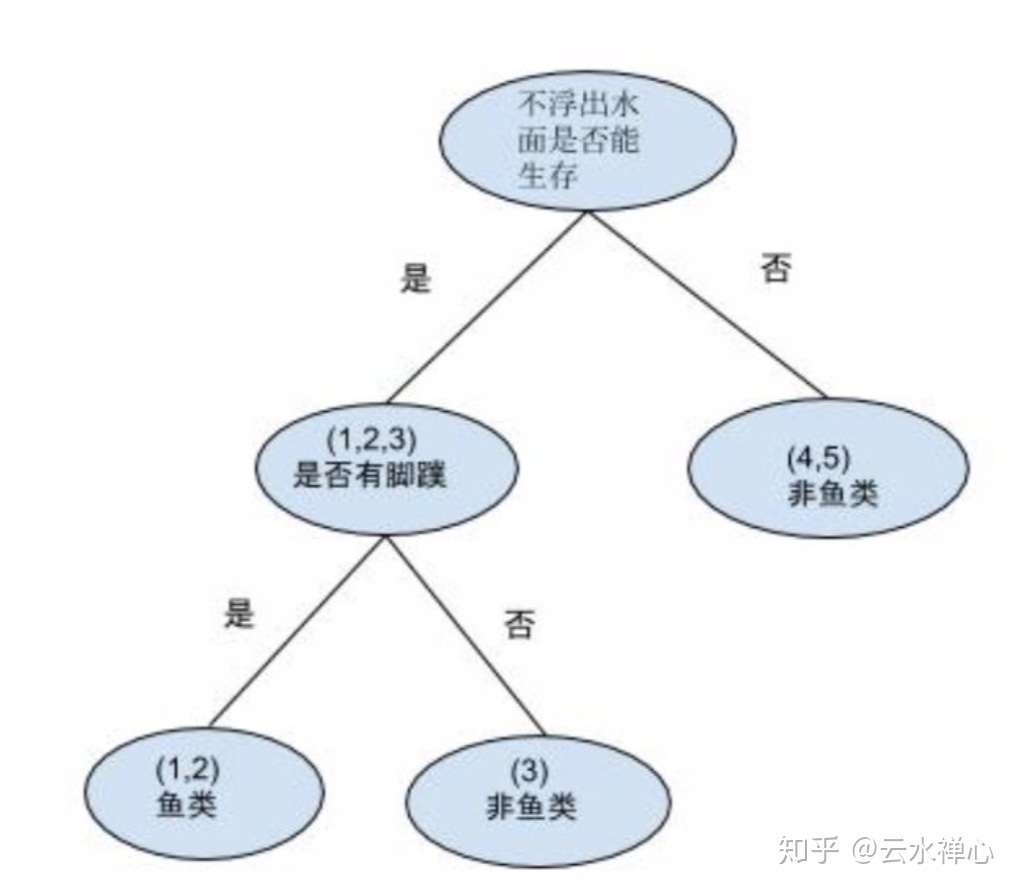 不浮出水
面是否能
生存
是
否
(1,2,3)
是否有脚蹼
(4,5)
非鱼类
是
否
(1,2)
鱼类
(3)
非鱼类
知乎 @云水禅心